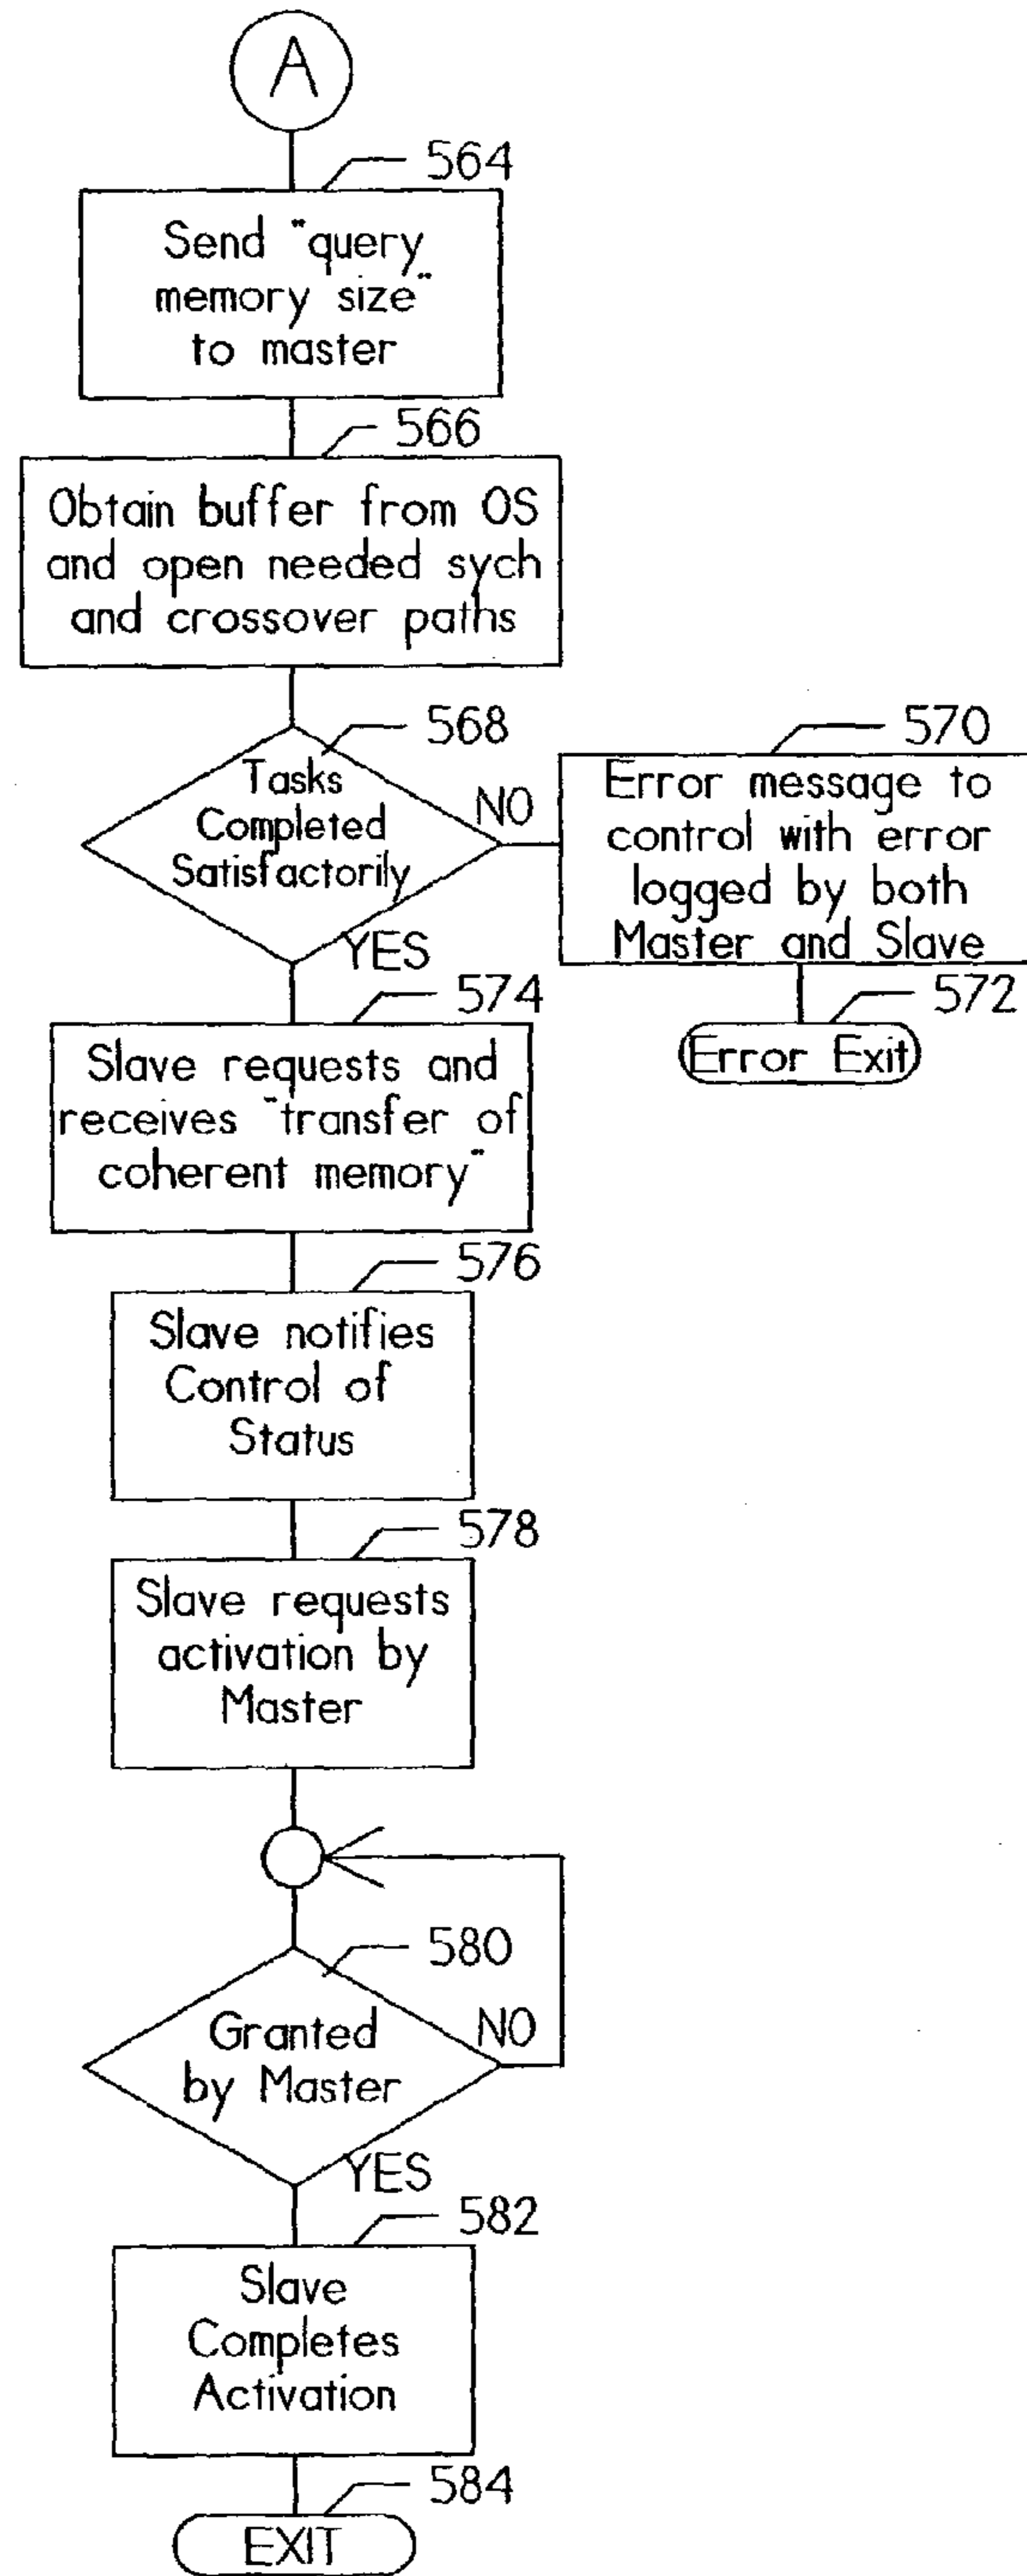 A
564
Send "query
memory size"
to master
566
Obtain buffer from OS
and open needed sych
and crossover paths
568
Tasks
Completed
Satisfactorily
NO
YES
570
Error message to
control with error
logged by both
Master and Slave
572
Error Exit
574
Slave requests and
receives "transfer of
coherent memory"
576
Slave notifies
Control of
Status
578
Slave requests
activation by
Master
580
Granted
by Master
NO
YES
582
Slave
Completes
Activation
584
EXIT